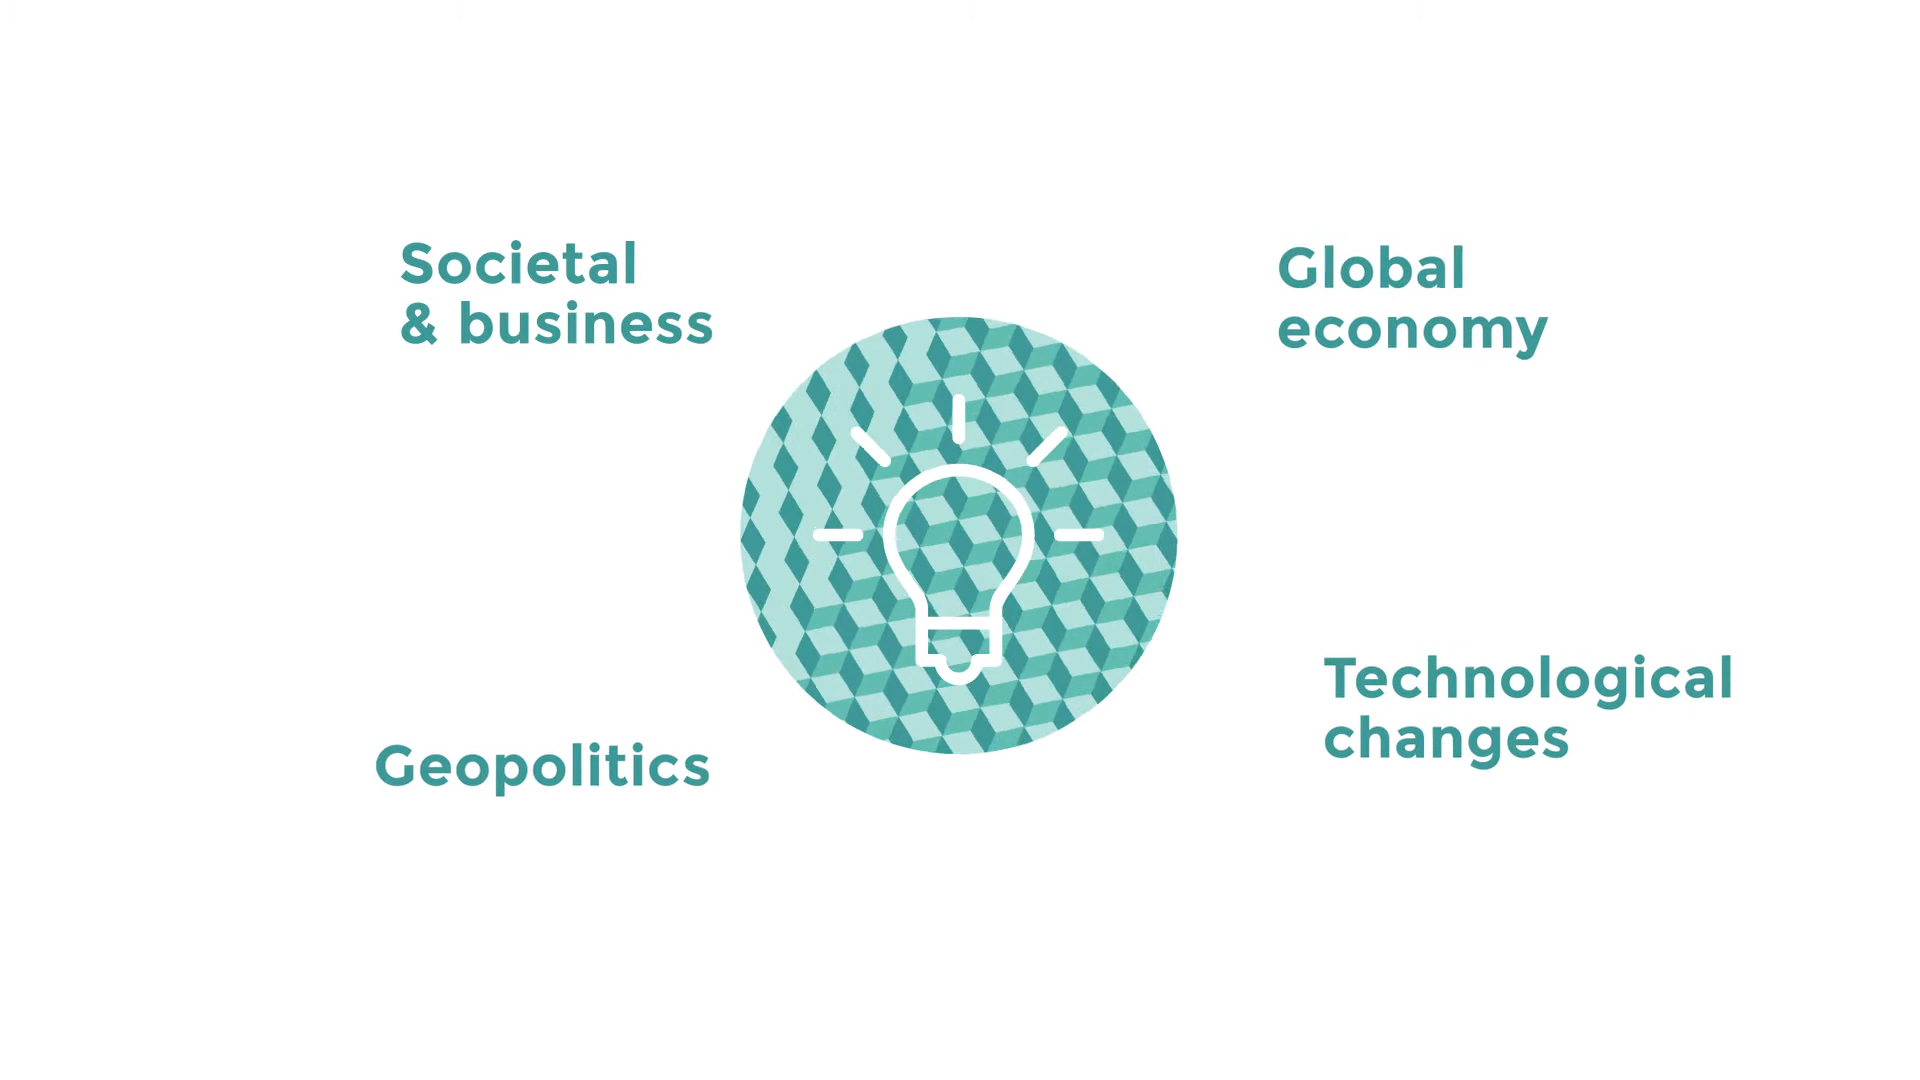 Societal
& business
Global
economy
Technological
changes
Geopolitics